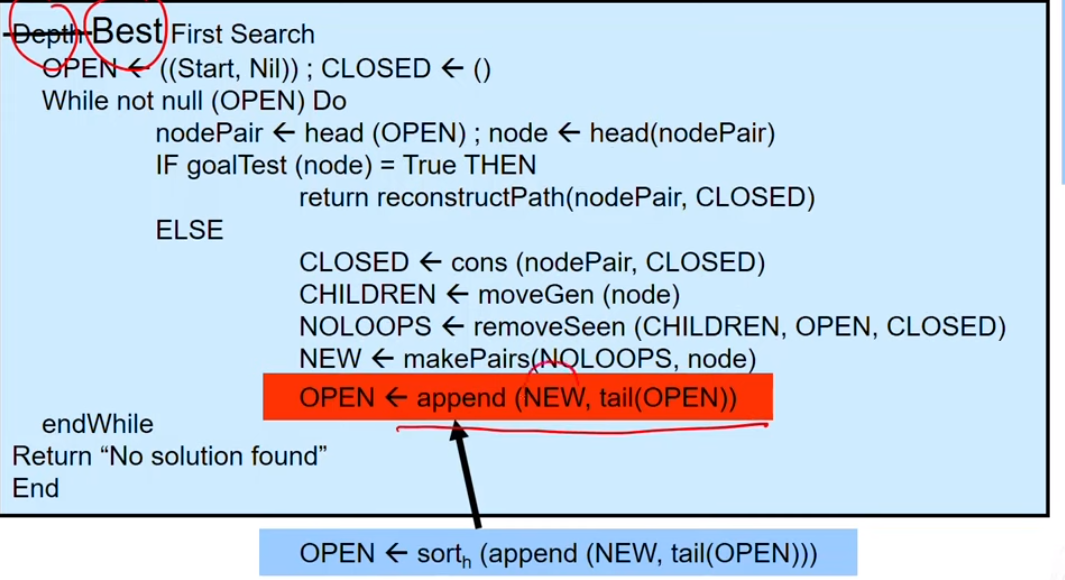 Depth Best First Search
OPEN ← ((Start, Nil)) ; CLOSED ← ()
While not null (OPEN) Do
nodePair ← head (OPEN) ; node ← head(nodePair)
IF goalTest (node) = True THEN
return reconstructPath(nodePair, CLOSED)
ELSE
CLOSED ← cons (nodePair, CLOSED)
CHILDREN ← moveGen (node)
NOLOOPS ← removeSeen (CHILDREN, OPEN, CLOSED)
NEW ← makePairs(NOLOOPS, node)
OPEN ← append (NEW, tail(OPEN))
endWhile
Return “No solution found”
End
OPEN ← sortₕ (append (NEW, tail(OPEN)))